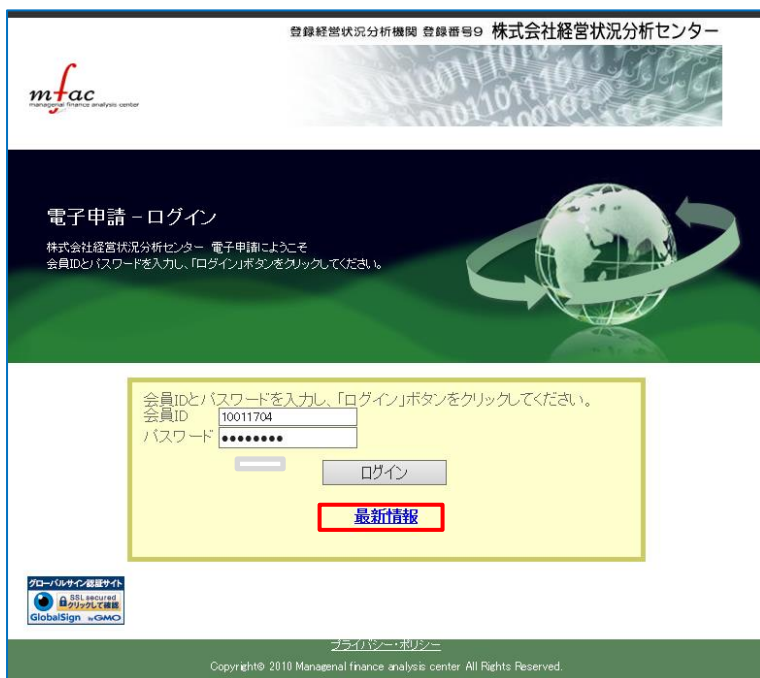 登録経営状況分析機関 登録番号9 株式会社経営状況分析センター
mfac
managerial finance analysis center
電子申請 － ログイン
株式会社経営状況分析センター 電子申請にようこそ
会員IDとパスワードを入力し、「ログイン」ボタンをクリックしてください。
会員IDとパスワードを入力し、「ログイン」ボタンをクリックしてください。
会員ID 10011704
パスワード ●●●●●●●●
ログイン
最新情報
グローバルサイン認証サイト
SSL secured
クリックして確認
GlobalSign by GMO
プライバシー・ポリシー
Copyright© 2010 Managenal finance analysis center All Rights Reserved.